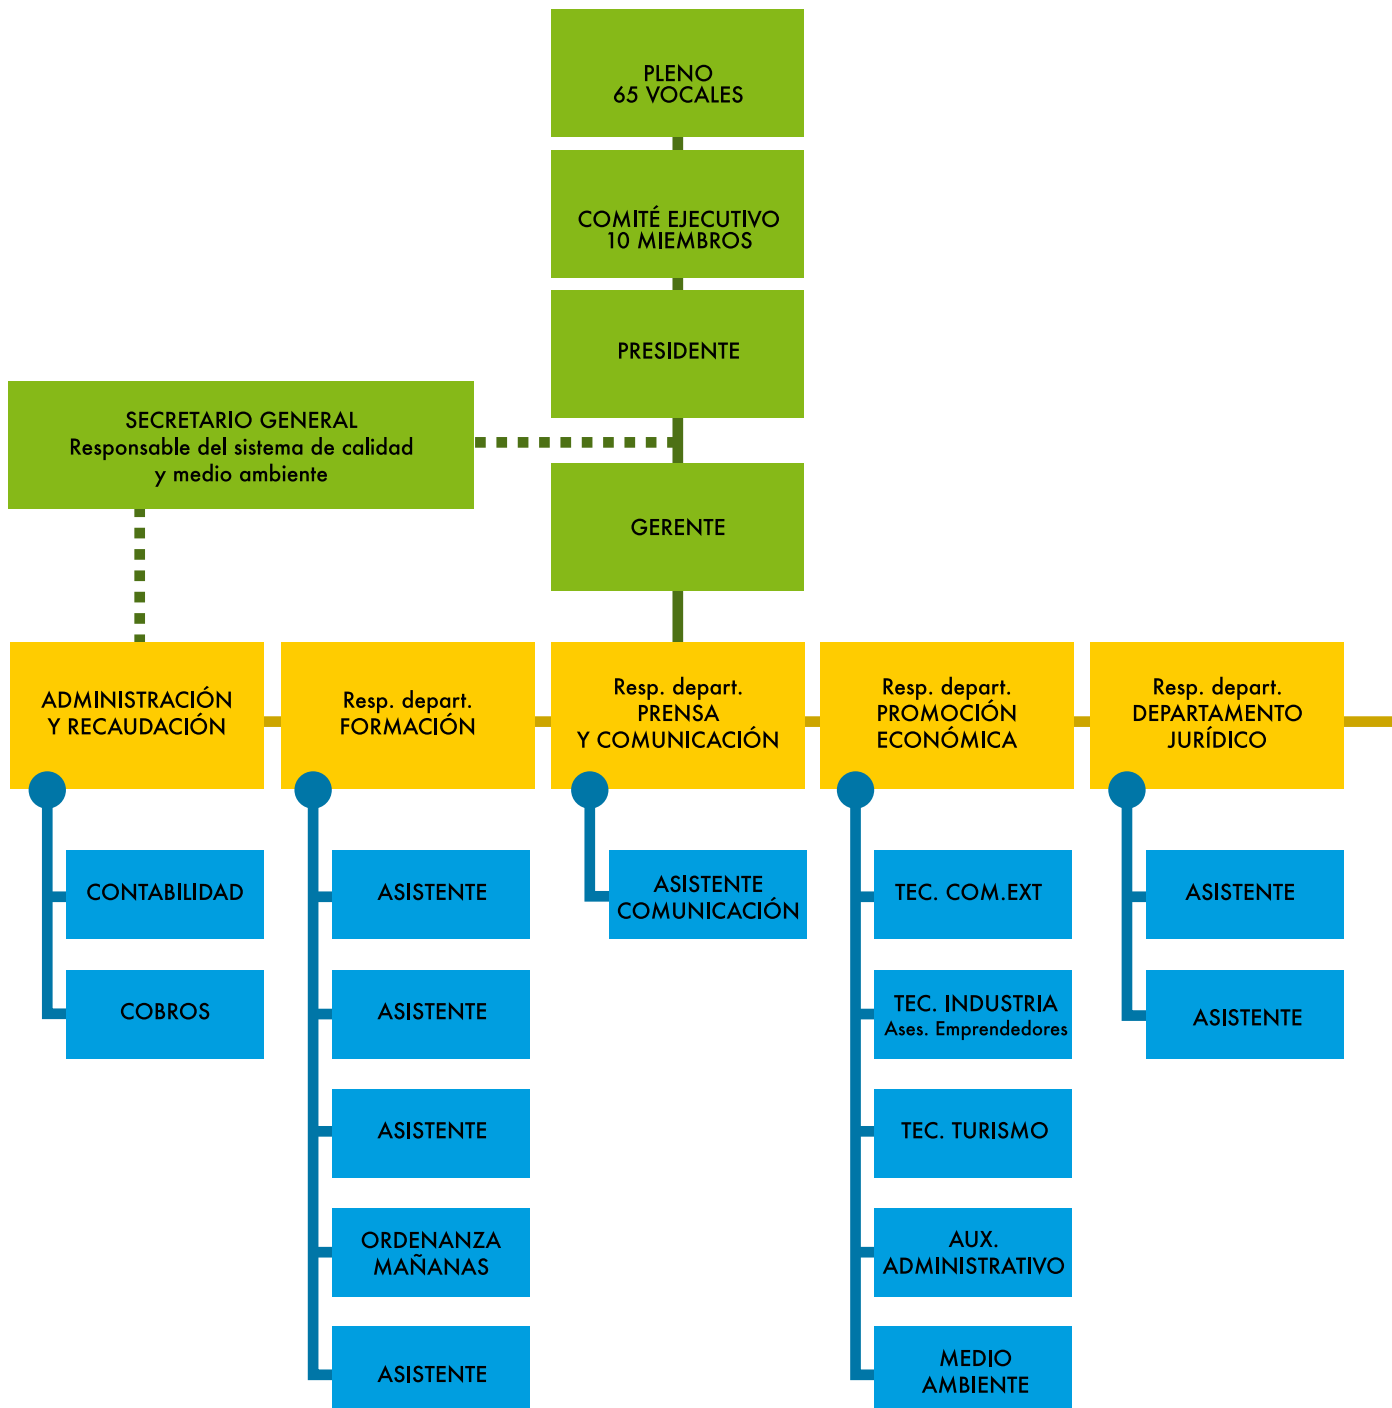 PLENO
65 VOCALES
COMITÉ EJECUTIVO
10 MIEMBROS
PRESIDENTE
SECRETARIO GENERAL
Responsable del sistema de calidad
y medio ambiente
GERENTE
ADMINISTRACIÓN
Y RECAUDACIÓN
Resp. depart.
FORMACIÓN
Resp. depart.
PRENSA
Y COMUNICACIÓN
Resp. depart.
PROMOCIÓN
ECONÓMICA
Resp. depart.
DEPARTAMENTO
JURÍDICO
CONTABILIDAD
COBROS
ASISTENTE
ASISTENTE
ASISTENTE
ORDENANZA
MAÑANAS
ASISTENTE
ASISTENTE
COMUNICACIÓN
TEC. COM.EXT
TEC. INDUSTRIA
Ases. Emprendedores
TEC. TURISMO
AUX.
ADMINISTRATIVO
MEDIO
AMBIENTE
ASISTENTE
ASISTENTE